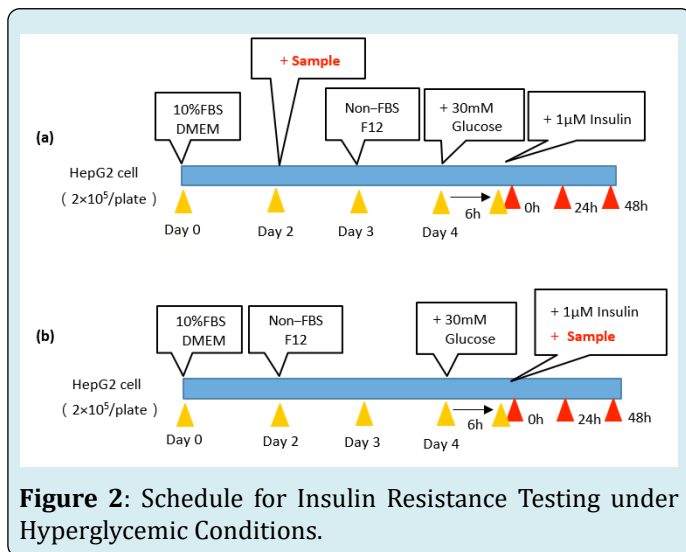 + Sample
10%FBS
DMEM
Non–FBS
F12
+ 30mM
Glucose
+ 1μM Insulin
(a)
HepG2 cell
( 2×10⁵/plate )
6h
0h
24h
48h
Day 0
Day 2
Day 3
Day 4
10%FBS
DMEM
Non–FBS
F12
+ 30mM
Glucose
+ 1μM Insulin
+ Sample
(b)
HepG2 cell
( 2×10⁵/plate )
6h
0h
24h
48h
Day 0
Day 2
Day 3
Day 4
Figure 2: Schedule for Insulin Resistance Testing under
Hyperglycemic Conditions.